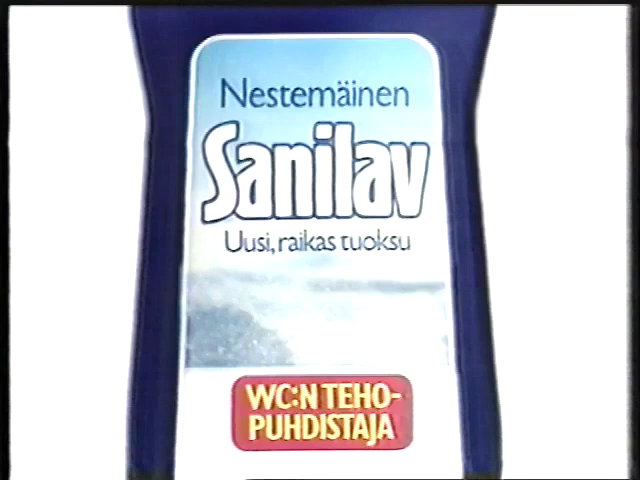 Nestemäinen
Sanilav
Uusi, raikas tuoksu
WC:N TEHO-
PUHDISTAJA